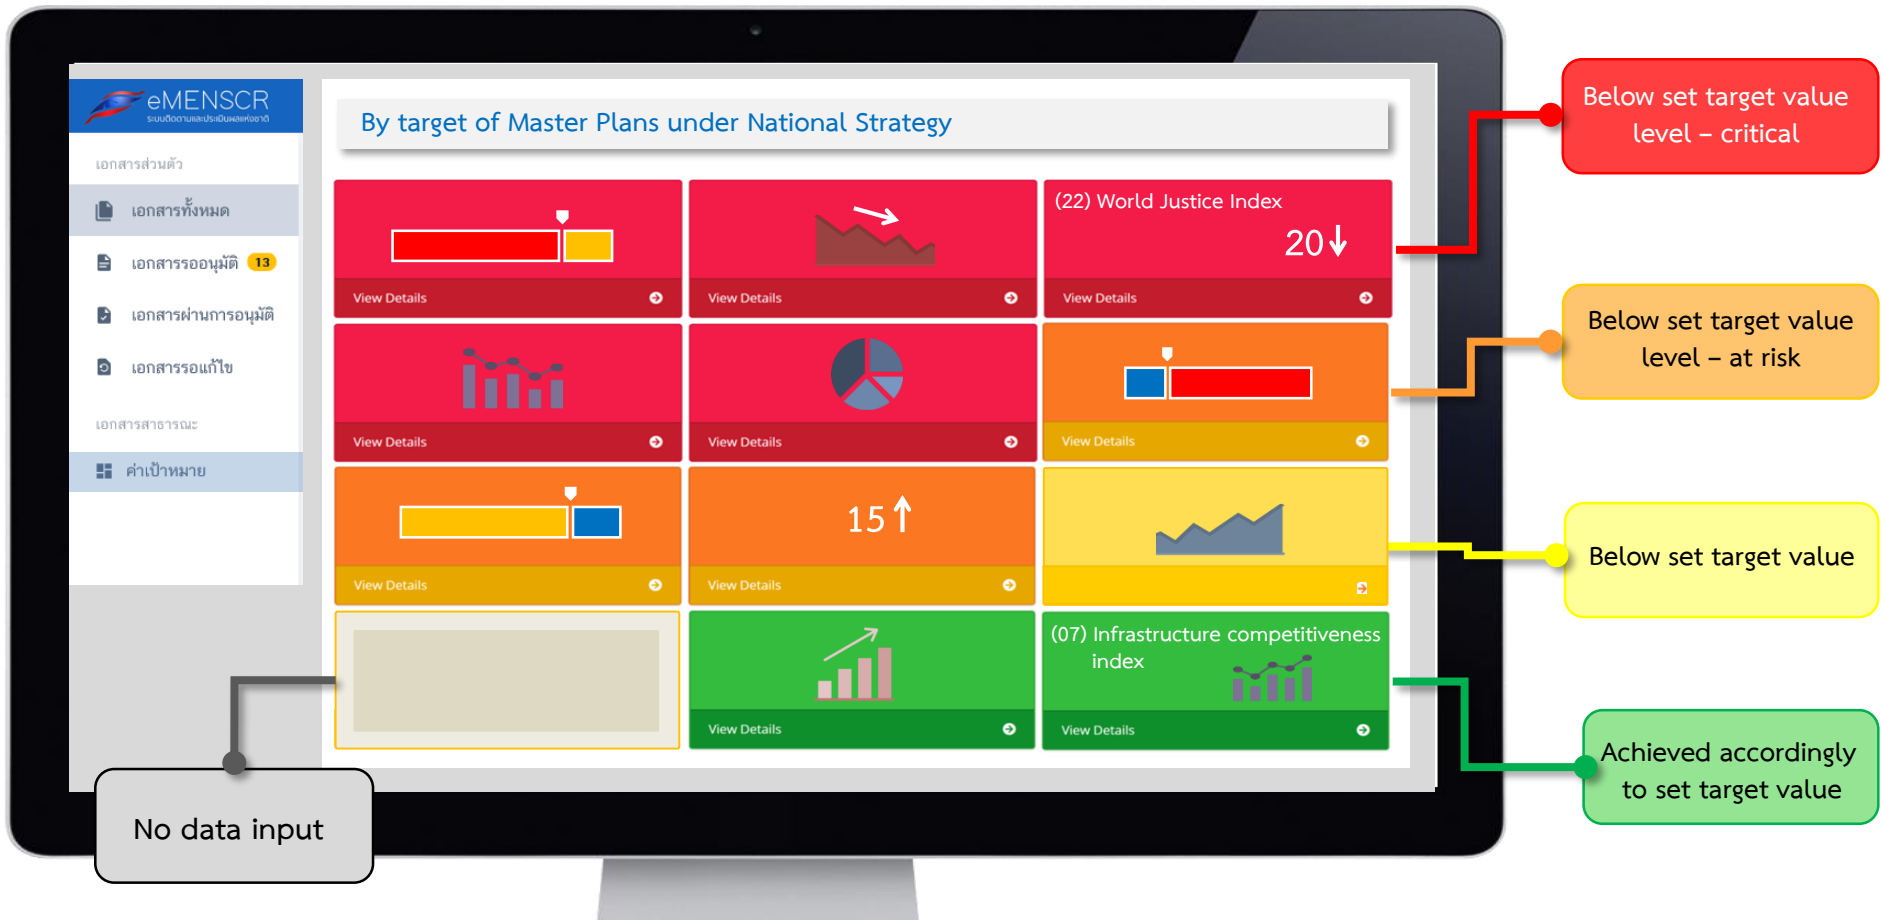 eMENSCR
ระบบติดตามและประเมินผลแห่งชาติ
เอกสารส่วนตัว
เอกสารทั้งหมด
เอกสารรออนุมัติ 13
เอกสารผ่านการอนุมัติ
เอกสารรอแก้ไข
เอกสารสาธารณะ
ค่าเป้าหมาย
By target of Master Plans under National Strategy
(22) World Justice Index
20
View Details
View Details
View Details
View Details
View Details
View Details
15
View Details
View Details
(07) Infrastructure competitiveness
index
View Details
View Details
Below set target value
level – critical
Below set target value
level – at risk
Below set target value
Achieved accordingly
to set target value
No data input